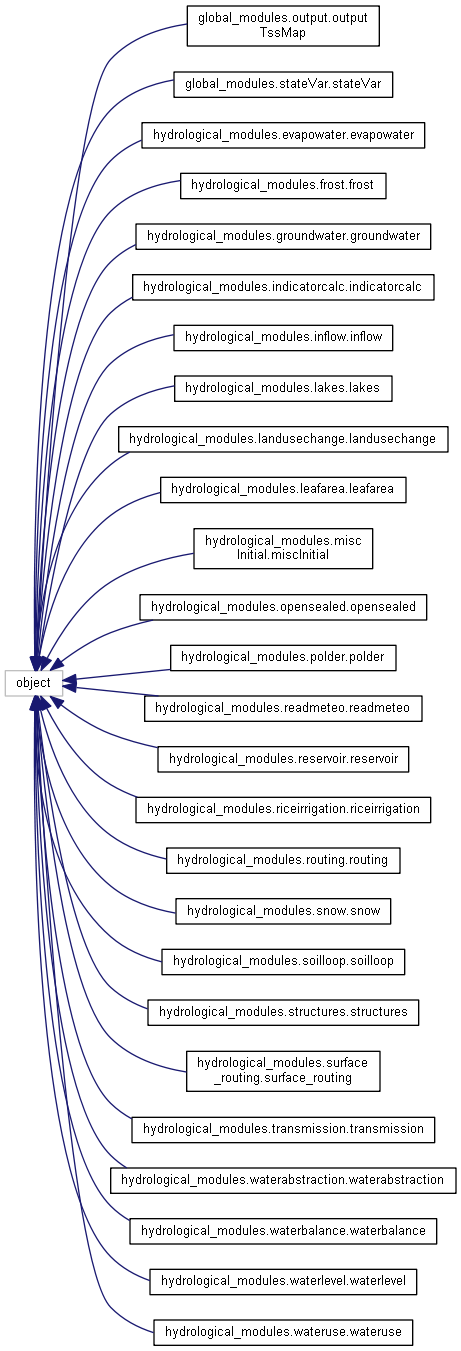 global_modules.output.output
TssMap
global_modules.stateVar.stateVar
hydrological_modules.evapowater.evapowater
hydrological_modules.frost.frost
hydrological_modules.groundwater.groundwater
hydrological_modules.indicatorcalc.indicatorcalc
hydrological_modules.inflow.inflow
hydrological_modules.lakes.lakes
hydrological_modules.landusechange.landusechange
hydrological_modules.leafarea.leafarea
hydrological_modules.misc
Initial.miscInitial
hydrological_modules.opensealed.opensealed
hydrological_modules.polder.polder
object
hydrological_modules.readmeteo.readmeteo
hydrological_modules.reservoir.reservoir
hydrological_modules.riceirrigation.riceirrigation
hydrological_modules.routing.routing
hydrological_modules.snow.snow
hydrological_modules.soilloop.soilloop
hydrological_modules.structures.structures
hydrological_modules.surface
_routing.surface_routing
hydrological_modules.transmission.transmission
hydrological_modules.waterabstraction.waterabstraction
hydrological_modules.waterbalance.waterbalance
hydrological_modules.waterlevel.waterlevel
hydrological_modules.wateruse.wateruse